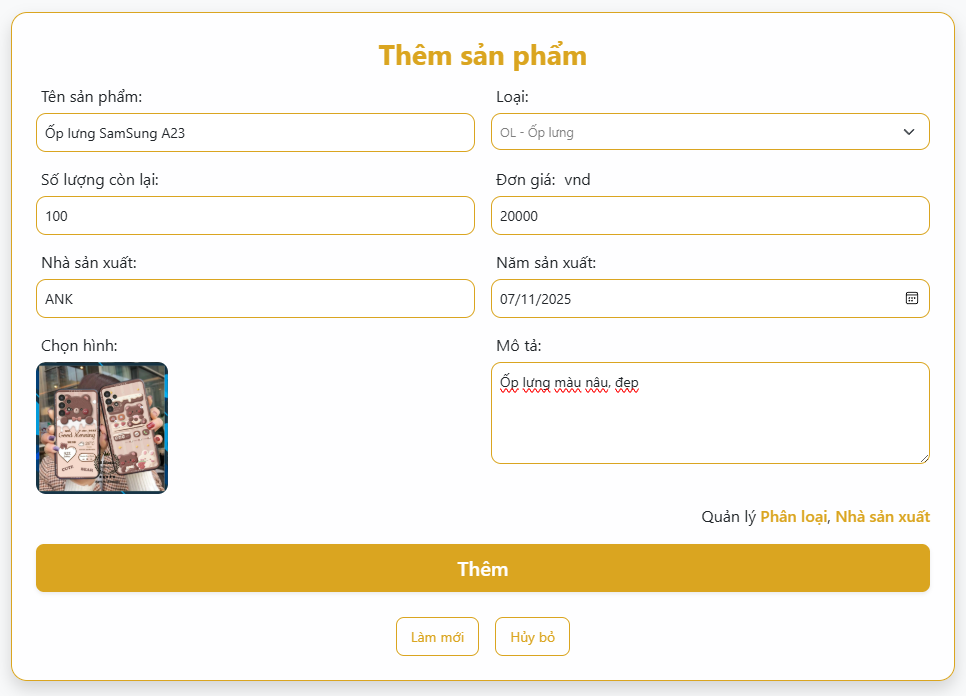 Thêm sản phẩm
Tên sản phẩm:
Loại:
Ốp lưng SamSung A23
OL - Ốp lưng
Số lượng còn lại:
Đơn giá: vnd
100
20000
Nhà sản xuất:
Năm sản xuất:
ANK
07/11/2025
Chọn hình:
Mô tả:
Ốp lưng màu nâu, đẹp
Good
CUTE BEAR
Quản lý Phân loại, Nhà sản xuất
Thêm
Làm mới
Hủy bỏ